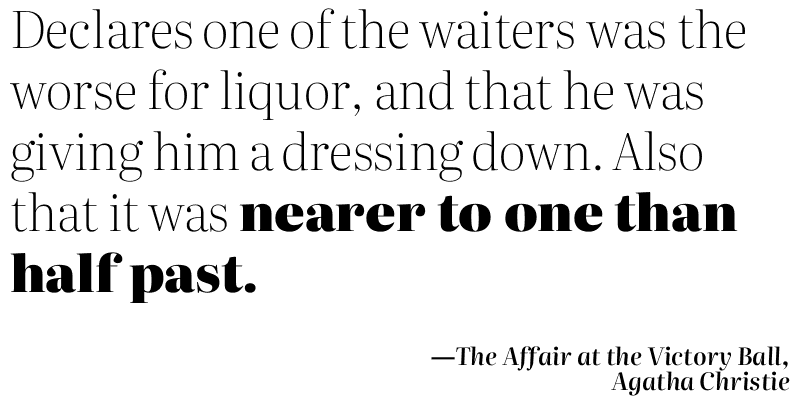 Declares one of the waiters was the
worse for liquor, and that he was
giving him a dressing down. Also
that it was nearer to one than
half past.
—The Affair at the Victory Ball,
Agatha Christie